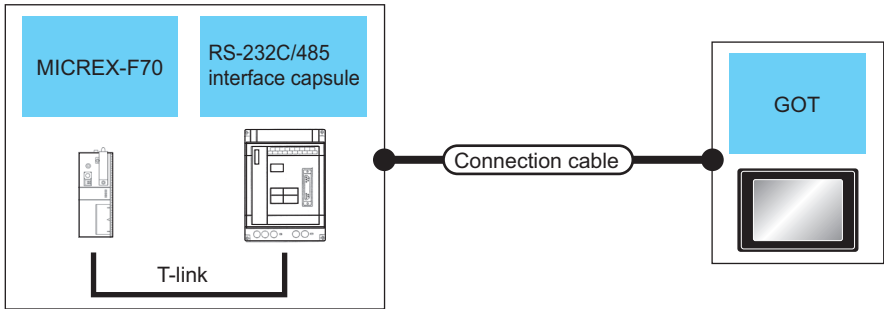 MICREX-F70
RS-232C/485
interface capsule
GOT
Connection cable
T-link